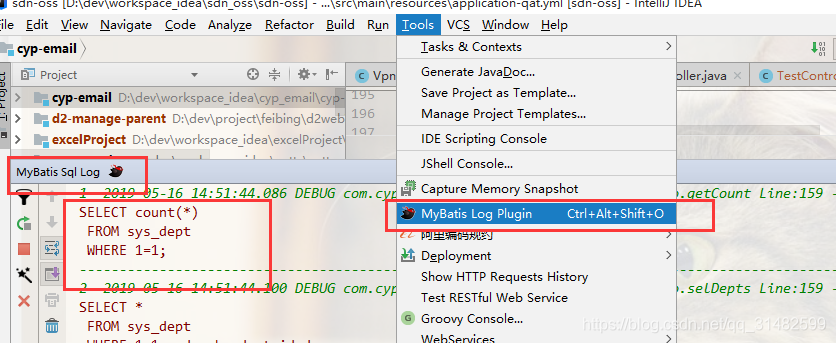 sdn-oss [D:\dev\workspace_idea\sdn_oss\sdn-oss] - ...\src\main\resources\application-qat.yml [sdn-oss] - IntelliJ IDEA
File Edit View Navigate Code Analyze Refactor Build Run Tools VCS Window Help
cyp-email
1: Project
Project
Vpn
oller.java
TestContr
cyp-email D:\dev\workspace_idea\cyp_email\cyp-
d2-manage-parent D:\dev\project\feibing\d2web
excelProject D:\dev\workspace_idea\excelProject\
195
196
197
Tasks & Contexts
Generate JavaDoc...
Save Project as Template...
Manage Project Templates...
IDE Scripting Console
JShell Console...
Capture Memory Snapshot
MyBatis Log Plugin Ctrl+Alt+Shift+O
阿里编码规约
Deployment
Show HTTP Requests History
Test RESTful Web Service
Groovy Console...
WebServices
MyBatis Sql Log
1 2019-05-16 14:51:44.086 DEBUG com.cyp
o.getCount Line:159 -
SELECT count(*)
FROM sys_dept
WHERE 1=1;
2 2019-05-16 14:51:44.100 DEBUG com.cyp
o.selDepts Line:159 -
SELECT *
FROM sys_dept
https://blog.csdn.net/qq_31482599